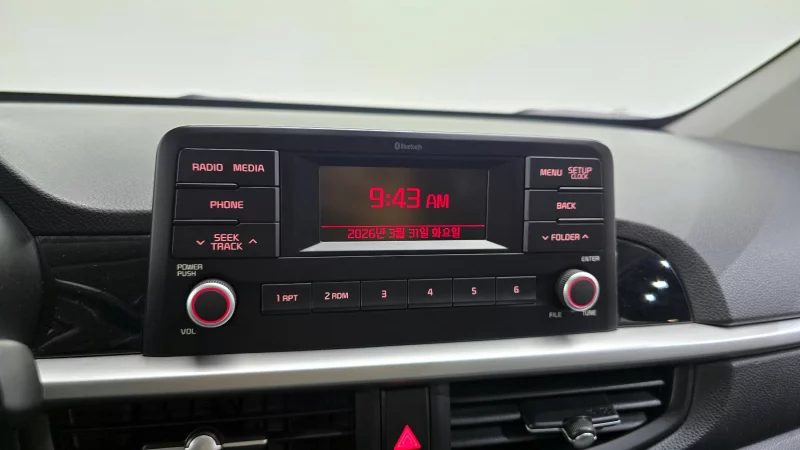 Bluetooth
RADIO MEDIA
9:43 AM
2026년 3월 31일 화요일
MENU SETUP
CLOCK
PHONE
BACK
SEEK
TRACK
FOLDER
POWER
PUSH
VOL
1 RPT
2 RDM
3
4
5
6
ENTER
FILE
TUNE